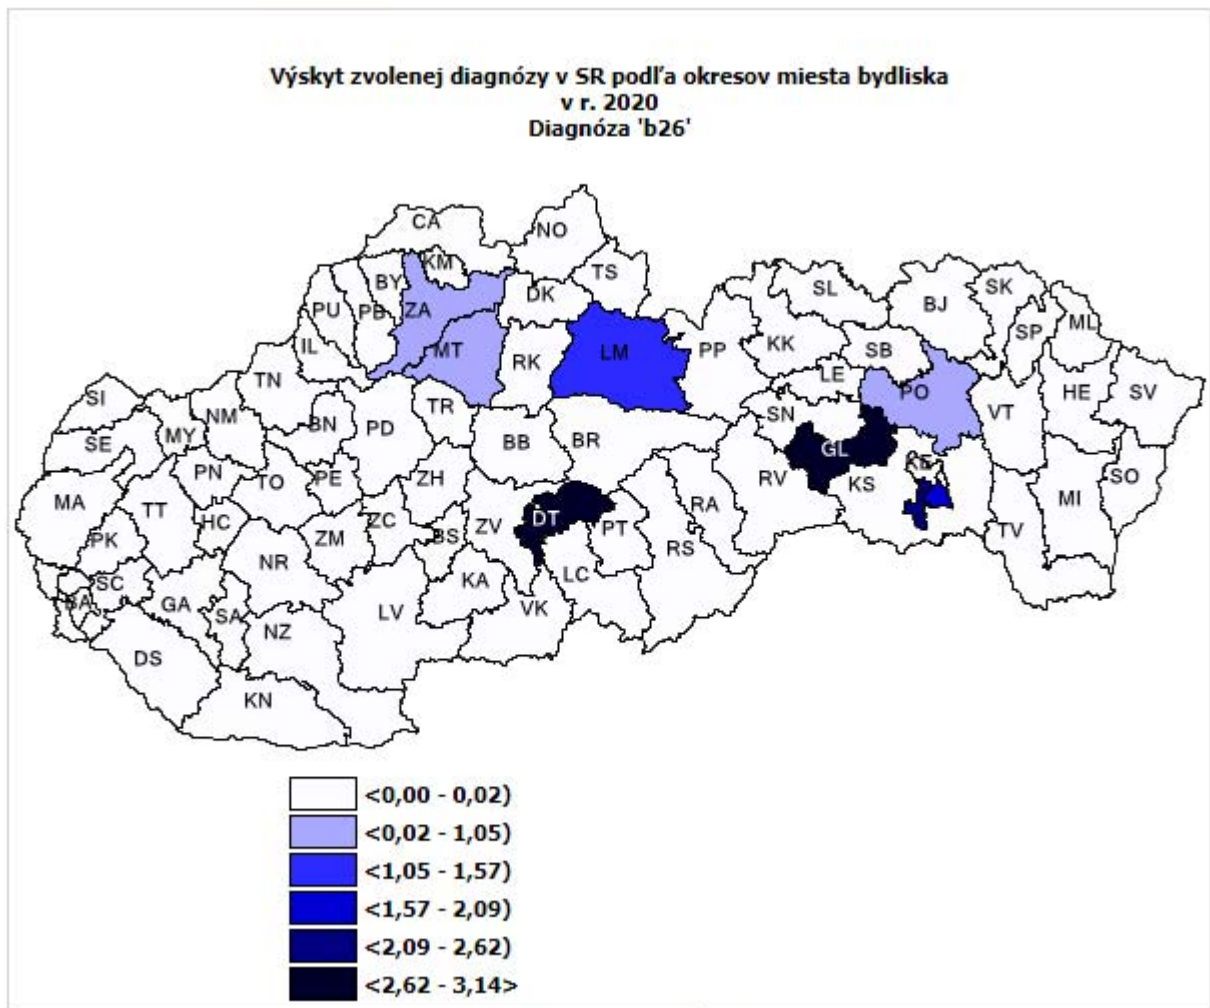 Výskyt zvolenej diagnózy v SR podľa okresov miesta bydliska
v r. 2020
Diagnóza 'b26'
CA
NO
KM
TS
BY
DK
SL
BJ
SK
PU
PB
ZA
SP
ML
IL
MT
RK
LM
PP
KK
SB
TN
LE
PO
HE
SV
SI
NM
TR
SN
VT
MY
BN
PD
BB
BR
SE
GL
KE
PN
TO
PE
ZH
RV
KS
SO
MA
TT
HC
ZC
ZV
DT
PT
RA
MI
PK
ZM
BS
RS
TV
NR
LC
BA
SC
KA
GA
SA
LV
VK
NZ
DS
KN
<0,00 - 0,02)
<0,02 - 1,05)
<1,05 - 1,57)
<1,57 - 2,09)
<2,09 - 2,62)
<2,62 - 3,14>